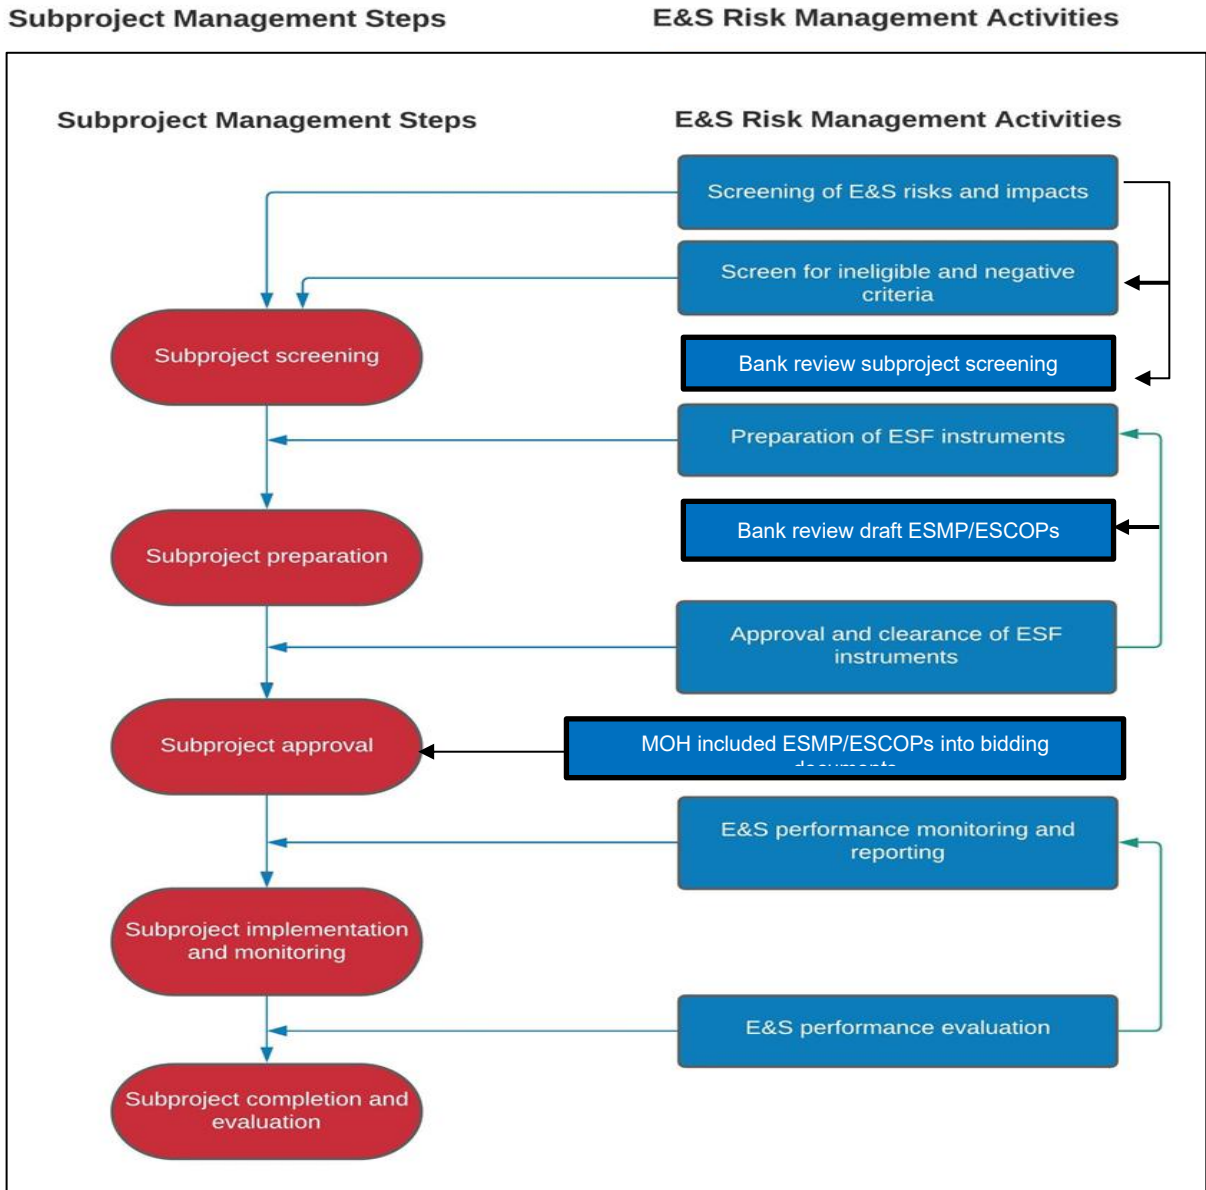 Subproject Management Steps
E&S Risk Management Activities
Subproject Management Steps
E&S Risk Management Activities
Screening of E&S risks and impacts
Screen for ineligible and negative
criteria
Subproject screening
Bank review subproject screening
Preparation of ESF instruments
Bank review draft ESMP/ESCOPs
Subproject preparation
Approval and clearance of ESF
instruments
Subproject approval
MOH included ESMP/ESCOPs into bidding
E&S performance monitoring and
reporting
Subproject implementation
and monitoring
E&S performance evaluation
Subproject completion and
evaluation